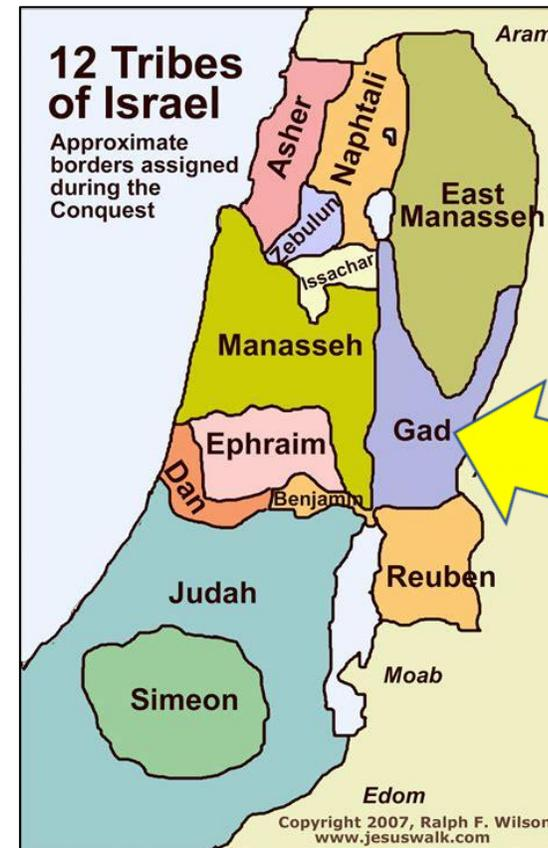 12 Tribes
of Israel
Approximate
borders assigned
during the
Conquest
Aram
Asher
Naphtali
East
Manasseh
Zebulun
Issachar
Manasseh
Gad
Ephraim
Dan
Benjamin
Reuben
Judah
Simeon
Moab
Edom
Copyright 2007, Ralph F. Wilson
www.jesuswalk.com